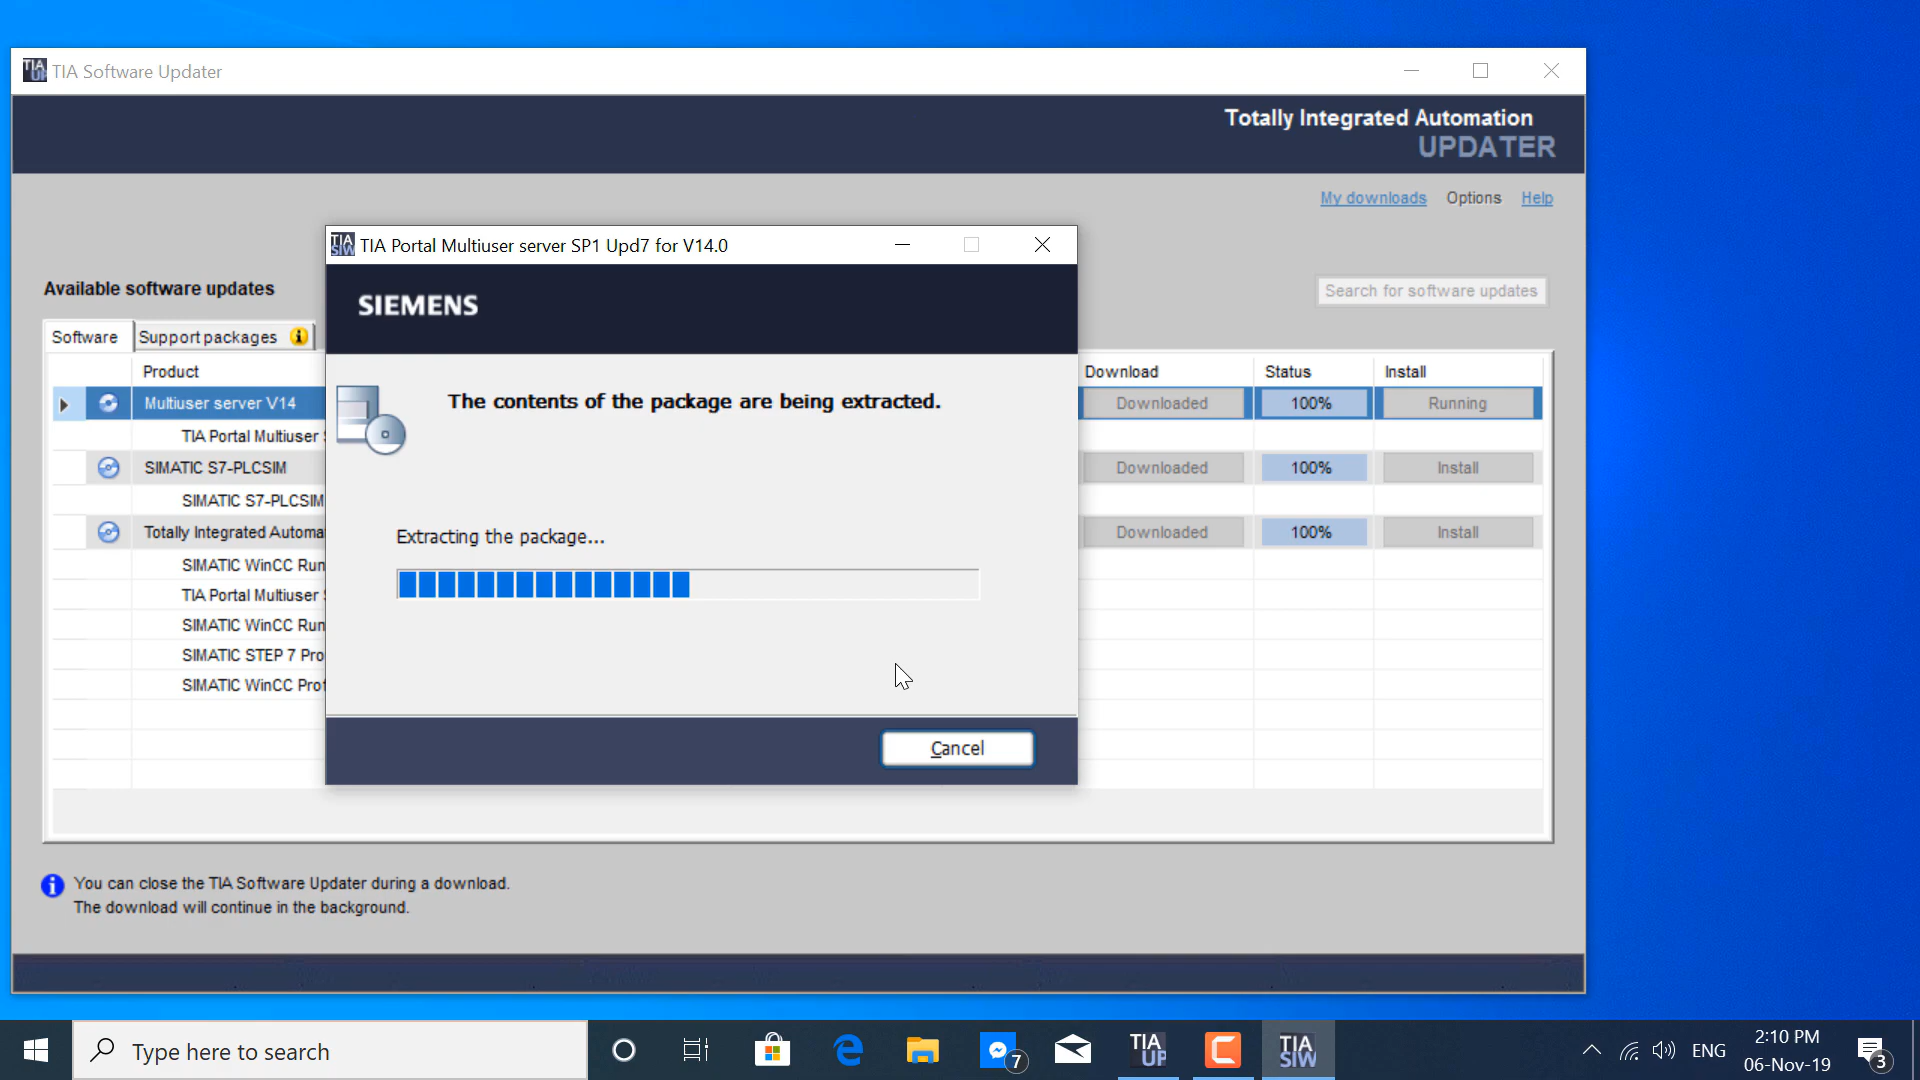 TIA Software Updater
Totally Integrated Automation
UPDATER
My downloads Options Help
TIA Portal Multiuser server SP1 Upd7 for V14.0
SIEMENS
Available software updates
Search for software updates
Software Support packages
Product Download Status Install
The contents of the package are being extracted.
Multiuser server V14 Downloaded 100% Running
TIA Portal Multiuser
SIMATIC S7-PLCSIM Downloaded 100% Install
SIMATIC S7-PLCSIM
Totally Integrated Automa Downloaded 100% Install
Extracting the package...
SIMATIC WinCC Run
TIA Portal Multiuser
SIMATIC WinCC Run
SIMATIC STEP 7 Pro
SIMATIC WinCC Prof
Cancel
You can close the TIA Software Updater during a download.
The download will continue in the background.
Type here to search
7
TIA
UP
TIA
SIW
ENG
2:10 PM
06-Nov-19
3